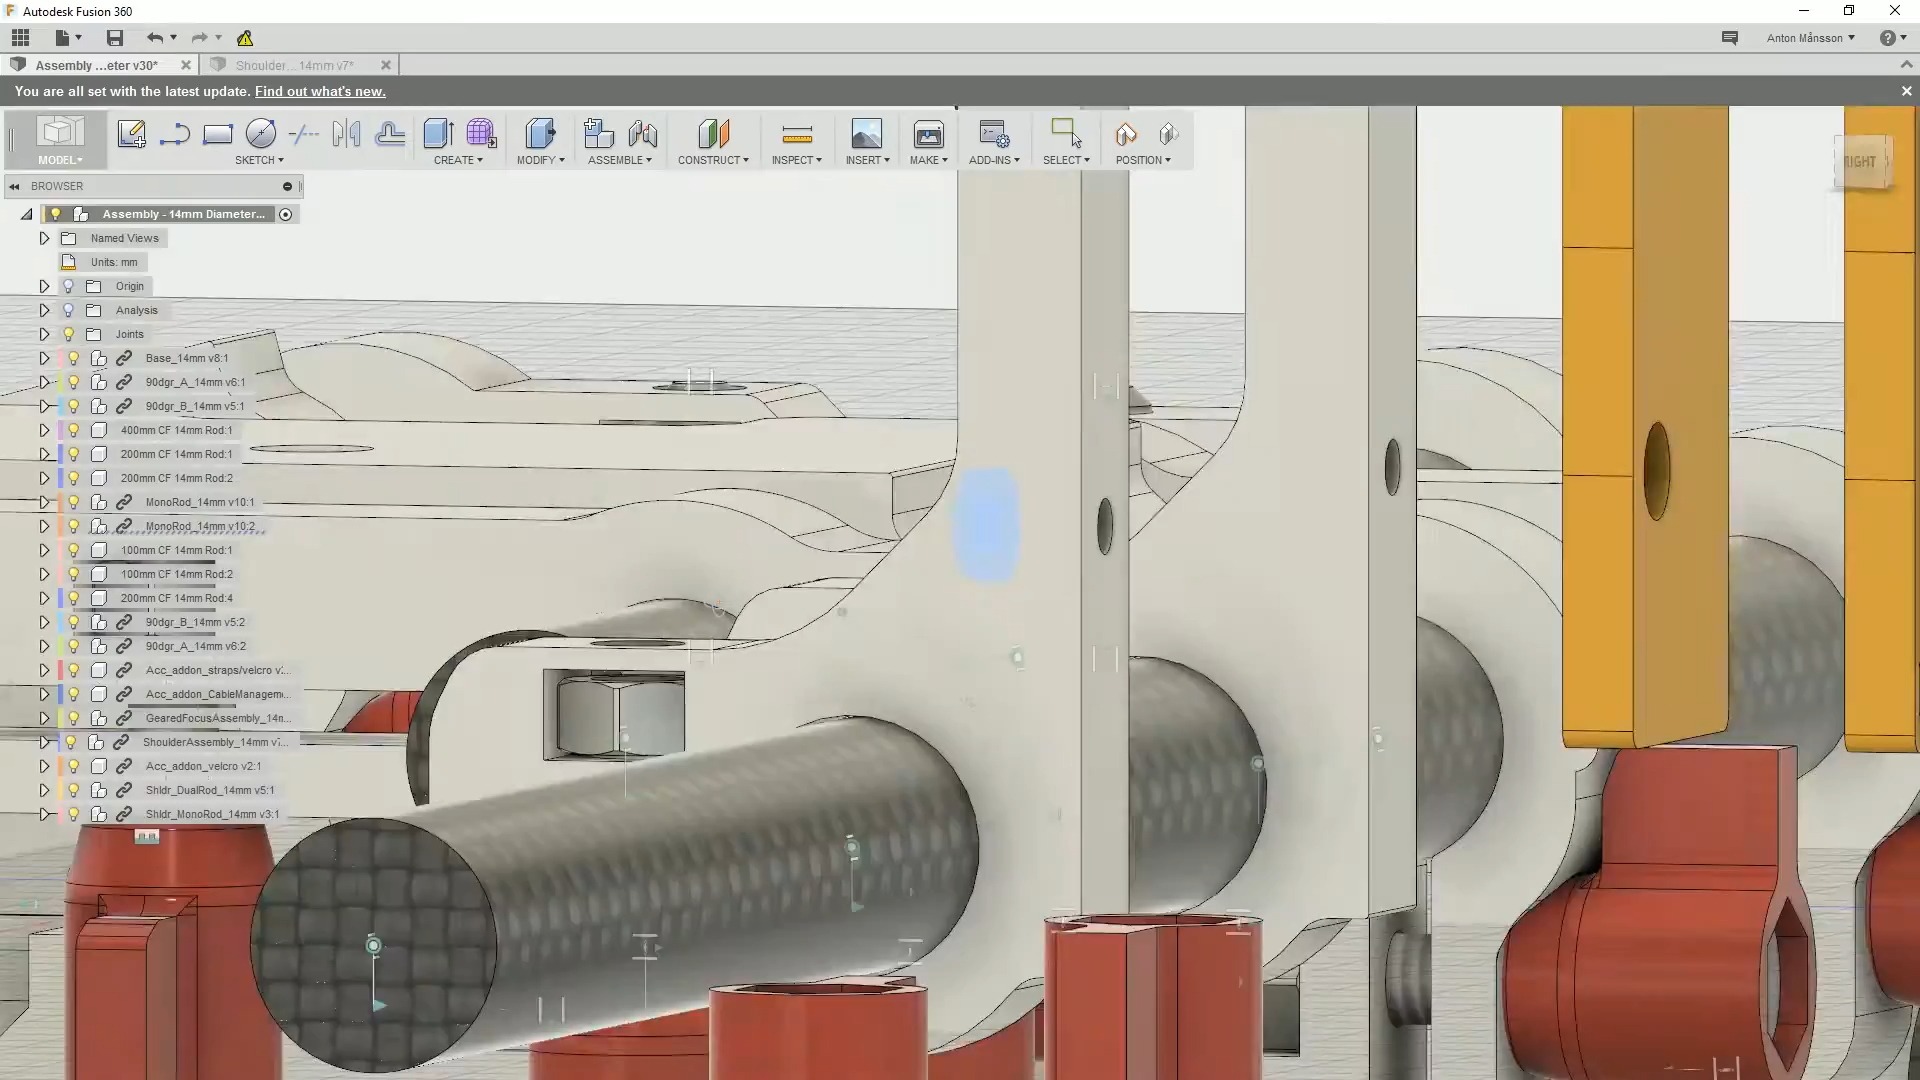 Autodesk Fusion 360
Anton Månsson
Assembly ...eter v30*
Shoulder... 14mm v7*
You are all set with the latest update. Find out what's new.
MODEL
SKETCH
CREATE
MODIFY
ASSEMBLE
CONSTRUCT
INSPECT
INSERT
MAKE
ADD-INS
SELECT
POSITION
RIGHT
BROWSER
Assembly - 14mm Diameter...
Named Views
Units: mm
Origin
Analysis
Joints
Base_14mm v8:1
90dgr_A_14mm v6:1
90dgr_B_14mm v5:1
400mm CF 14mm Rod:1
200mm CF 14mm Rod:1
200mm CF 14mm Rod:2
MonoRod_14mm v10:1
MonoRod_14mm v10:2
100mm CF 14mm Rod:1
100mm CF 14mm Rod:2
200mm CF 14mm Rod:4
90dgr_B_14mm v5:2
90dgr_A_14mm v6:2
Acc_addon_straps/velcro v...
Acc_addon_CableManagem...
GearedFocusAssembly_14m...
ShoulderAssembly_14mm v...
Acc_addon_velcro v2:1
Shldr_DualRod_14mm v5:1
Shldr_MonoRod_14mm v3:1